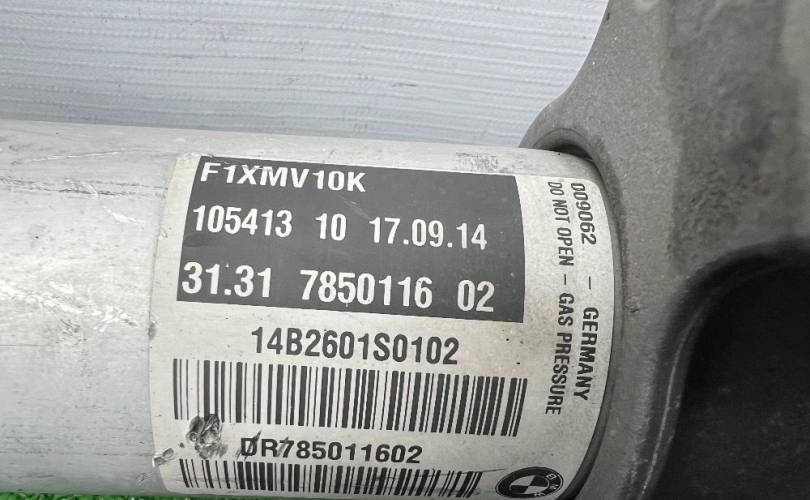 F1XMV10K
105413 10 17.09.14
31.31 7850116 02
14B2601S0102
DR785011602
009062 - GERMANY
DO NOT OPEN - GAS PRESSURE
BMW